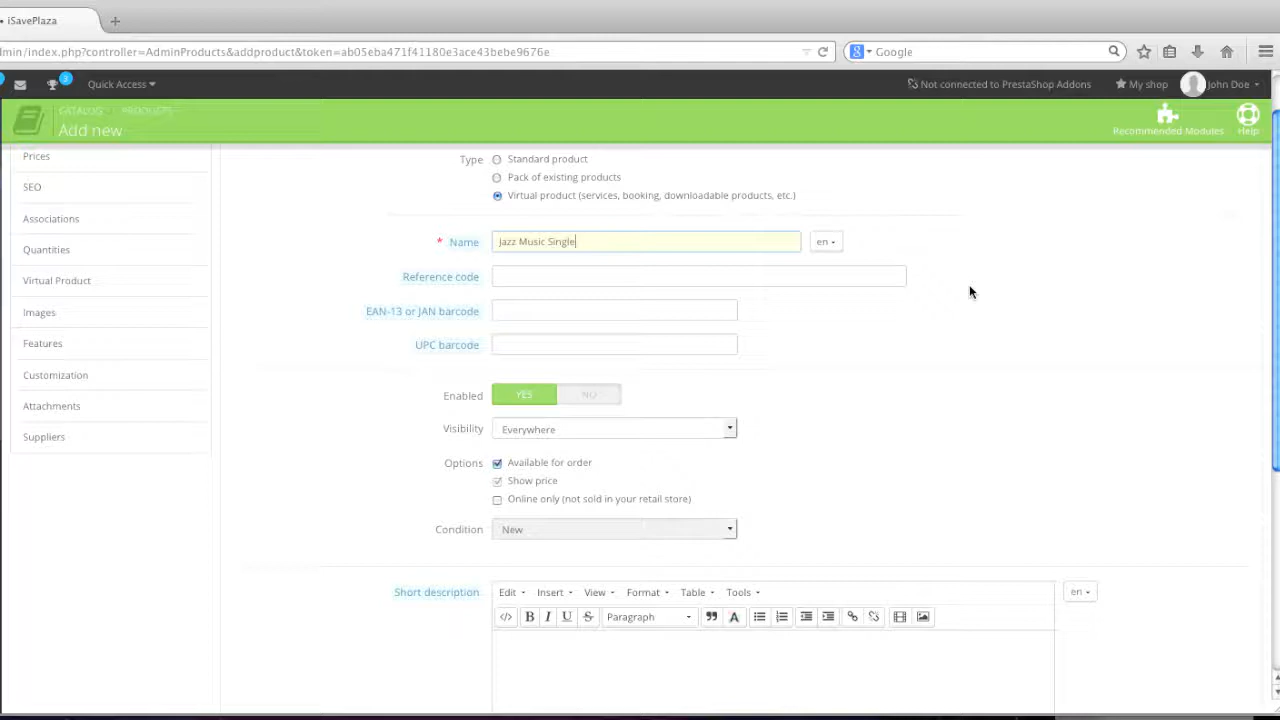 iSavePlaza
min/index.php?controller=AdminProducts&addproduct&token=ab05eba471f41180e3ace43bebe9676e
Google
3
Quick Access
Not connected to PrestaShop Addons
My shop
John Doe
CATALOG PRODUCTS
Add new
Recommended Modules
Help
Prices
SEO
Associations
Quantities
Virtual Product
Images
Features
Customization
Attachments
Suppliers
Type
Standard product
Pack of existing products
Virtual product (services, booking, downloadable products, etc.)
* Name Jazz Music Single en
Reference code
EAN-13 or JAN barcode
UPC barcode
Enabled YES NO
Visibility Everywhere
Options Available for order
Show price
Online only (not sold in your retail store)
Condition New
Short description Edit Insert View Format Table Tools en
B I U S Paragraph A